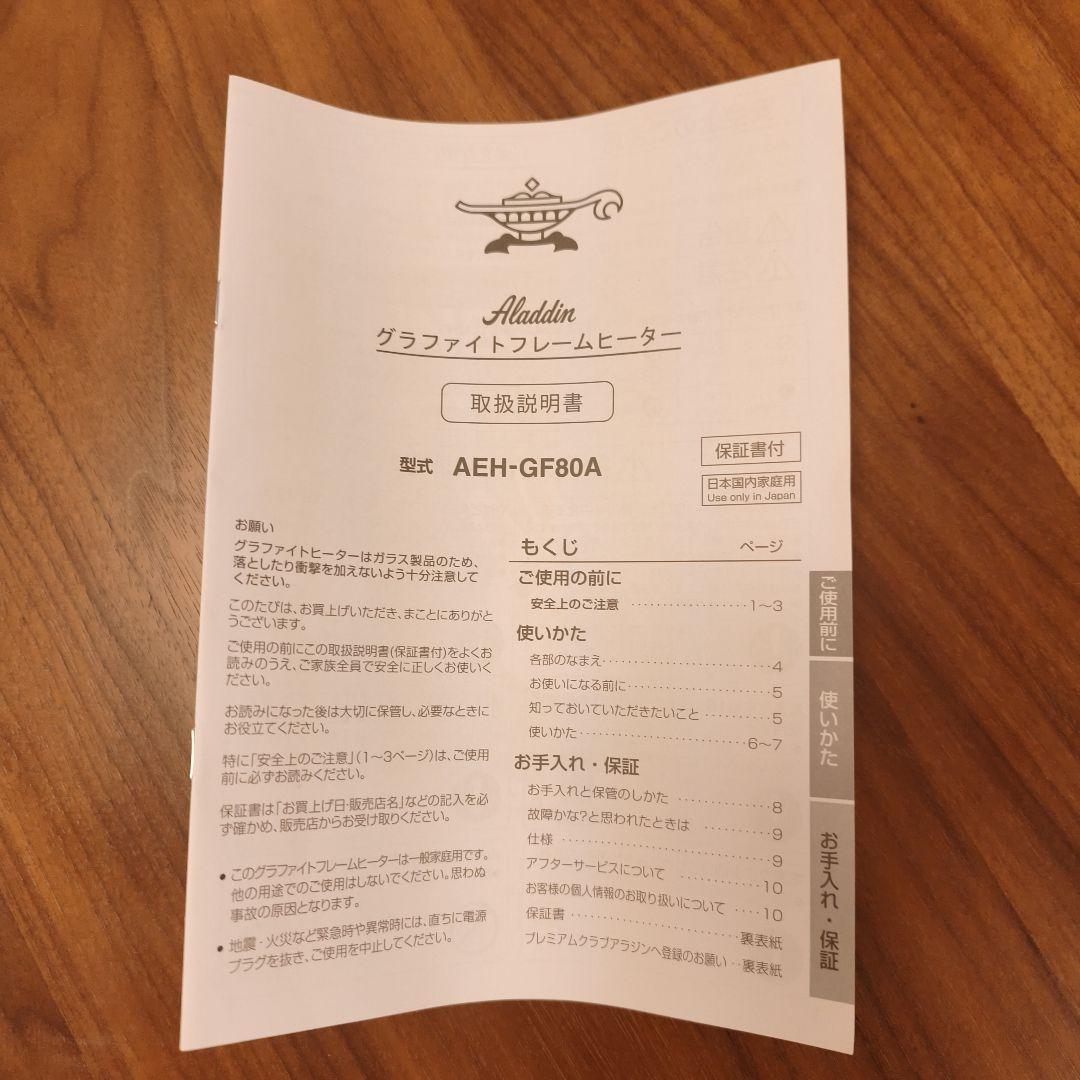 Aladdin
グラファイトフレームヒーター
取扱説明書
型式 AEH-GF80A
保証書付
日本国内家庭用
Use only in Japan
お願い
グラファイトヒーターはガラス製品のため、
落としたり衝撃を加えないよう十分注意して
ください。
このたびは、お買上げいただき、まことにありがと
うございます。
ご使用の前にこの取扱説明書(保証書付)をよくお
読みのうえ、ご家族全員で安全に正しくお使いく
ださい。
お読みになった後は大切に保管し、必要なときに
お役立てください。
特に「安全上のご注意」(1〜3ページ)は、ご使用
前に必ずお読みください。
保証書は「お買上げ日・販売店名」などの記入を必
ず確かめ、販売店からお受け取りください。
● このグラファイトフレームヒーターは一般家庭用です。
他の用途でのご使用はしないでください。思わぬ
事故の原因となります。
● 地震・火災など緊急時や異常時には、直ちに電源
プラグを抜き、ご使用を中止してください。
もくじ ページ
ご使用の前に
安全上のご注意 ·················· 1〜3
使いかた
各部のなまえ ·························· 4
お使いになる前に ······················ 5
知っておいていただきたいこと ·········· 5
使いかた ·························· 6〜7
お手入れ・保証
お手入れと保管のしかた ············ 8
故障かな?と思われたときは ·········· 9
仕様 ······························ 9
アフターサービスについて ··········· 10
お客様の個人情報のお取り扱いについて ···· 10
保証書 ·························· 裏表紙
プレミアムクラブアラジンへ登録のお願い ·· 裏表紙
ご使用前に
使いかた
お手入れ・保証